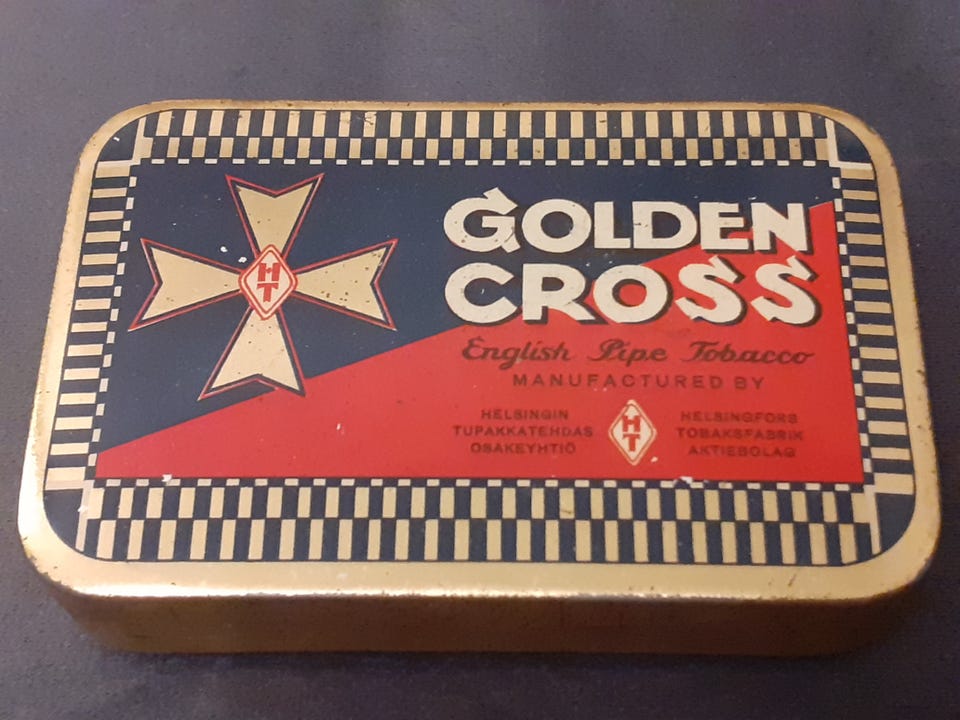 GOLDEN
CROSS
English Pipe Tobacco
MANUFACTURED BY
HELSINGIN
TUPAKKATEHDAS
OSAKEYHTIÖ
HT
HELSINGFORS
TOBAKSFABRIK
AKTIEBOLAG
HT